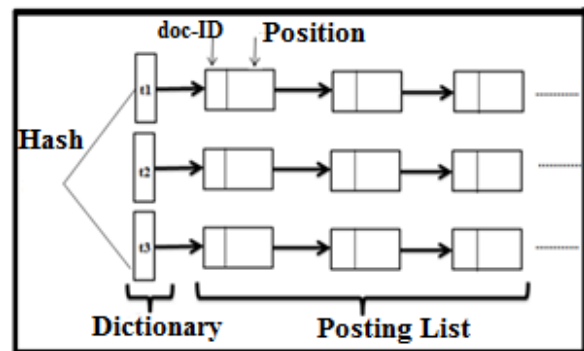 doc-ID Position
t1
Hash
t2
t3
Dictionary Posting List